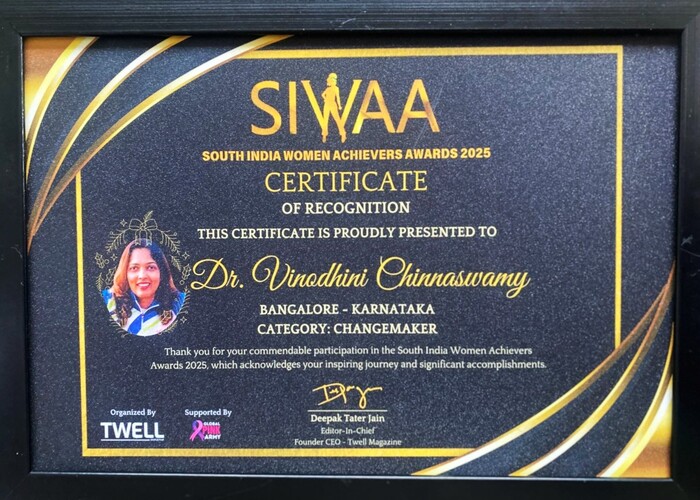 SIWAA
SOUTH INDIA WOMEN ACHIEVERS AWARDS 2025
CERTIFICATE
OF RECOGNITION
THIS CERTIFICATE IS PROUDLY PRESENTED TO
Dr. Vinodhini Chinnaswamy
BANGALORE - KARNATAKA
CATEGORY: CHANGEMAKER
Thank you for your commendable participation in the South India Women Achievers
Awards 2025, which acknowledges your inspiring journey and significant accomplishments.
Organized By
TWELL
Supported By
GLOBAL
PINK
ARMY
Deepak Tater Jain
Editor-In-Chief
Founder CEO - Twell Magazine